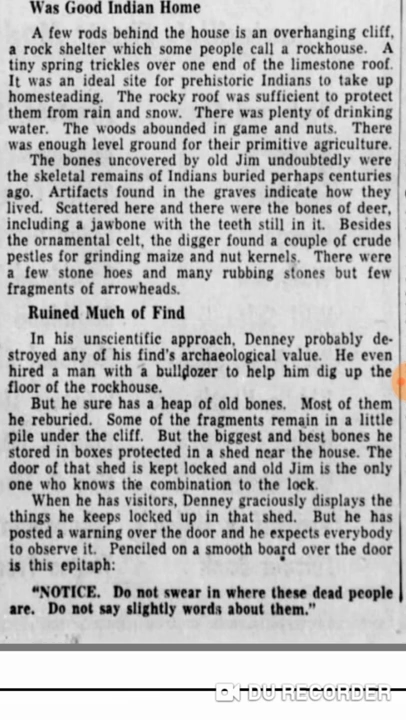 Was Good Indian Home
A few rods behind the house is an overhanging cliff,
a rock shelter which some people call a rockhouse. A
tiny spring trickles over one end of the limestone roof.
It was an ideal site for prehistoric Indians to take up
homesteading. The rocky roof was sufficient to protect
them from rain and snow. There was plenty of drinking
water. The woods abounded in game and nuts. There
was enough level ground for their primitive agriculture.
The bones uncovered by old Jim undoubtedly were
the skeletal remains of Indians buried perhaps centuries
ago. Artifacts found in the graves indicate how they
lived. Scattered here and there were the bones of deer,
including a jawbone with the teeth still in it. Besides
the ornamental celt, the digger found a couple of crude
pestles for grinding maize and nut kernels. There were
a few stone hoes and many rubbing stones but few
fragments of arrowheads.
Ruined Much of Find
In his unscientific approach, Denney probably de-
stroyed any of his find's archaeological value. He even
hired a man with a bulldozer to help him dig up the
floor of the rockhouse.
But he sure has a heap of old bones. Most of them
he reburied. Some of the fragments remain in a little
pile under the cliff. But the biggest and best bones he
stored in boxes protected in a shed near the house. The
door of that shed is kept locked and old Jim is the only
one who knows the combination to the lock.
When he has visitors, Denney graciously displays the
things he keeps locked up in that shed. But he has
posted a warning over the door and he expects everybody
to observe it. Penciled on a smooth board over the door
is this epitaph:
"NOTICE. Do not swear in where these dead people
are. Do not say slightly words about them."
DU RECORDER